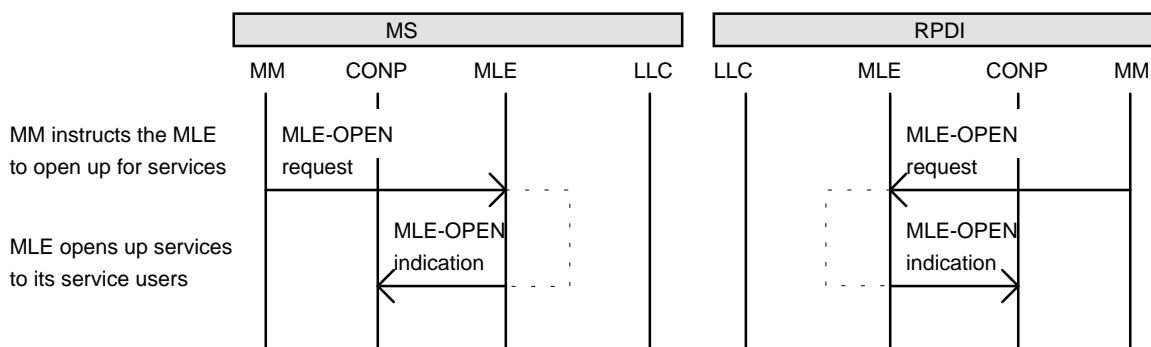 MS
RPDI
MM CONP MLE LLC
LLC MLE CONP MM
MM instructs the MLE
to open up for services
MLE-OPEN
request
MLE-OPEN
request
MLE opens up services
to its service users
MLE-OPEN
indication
MLE-OPEN
indication